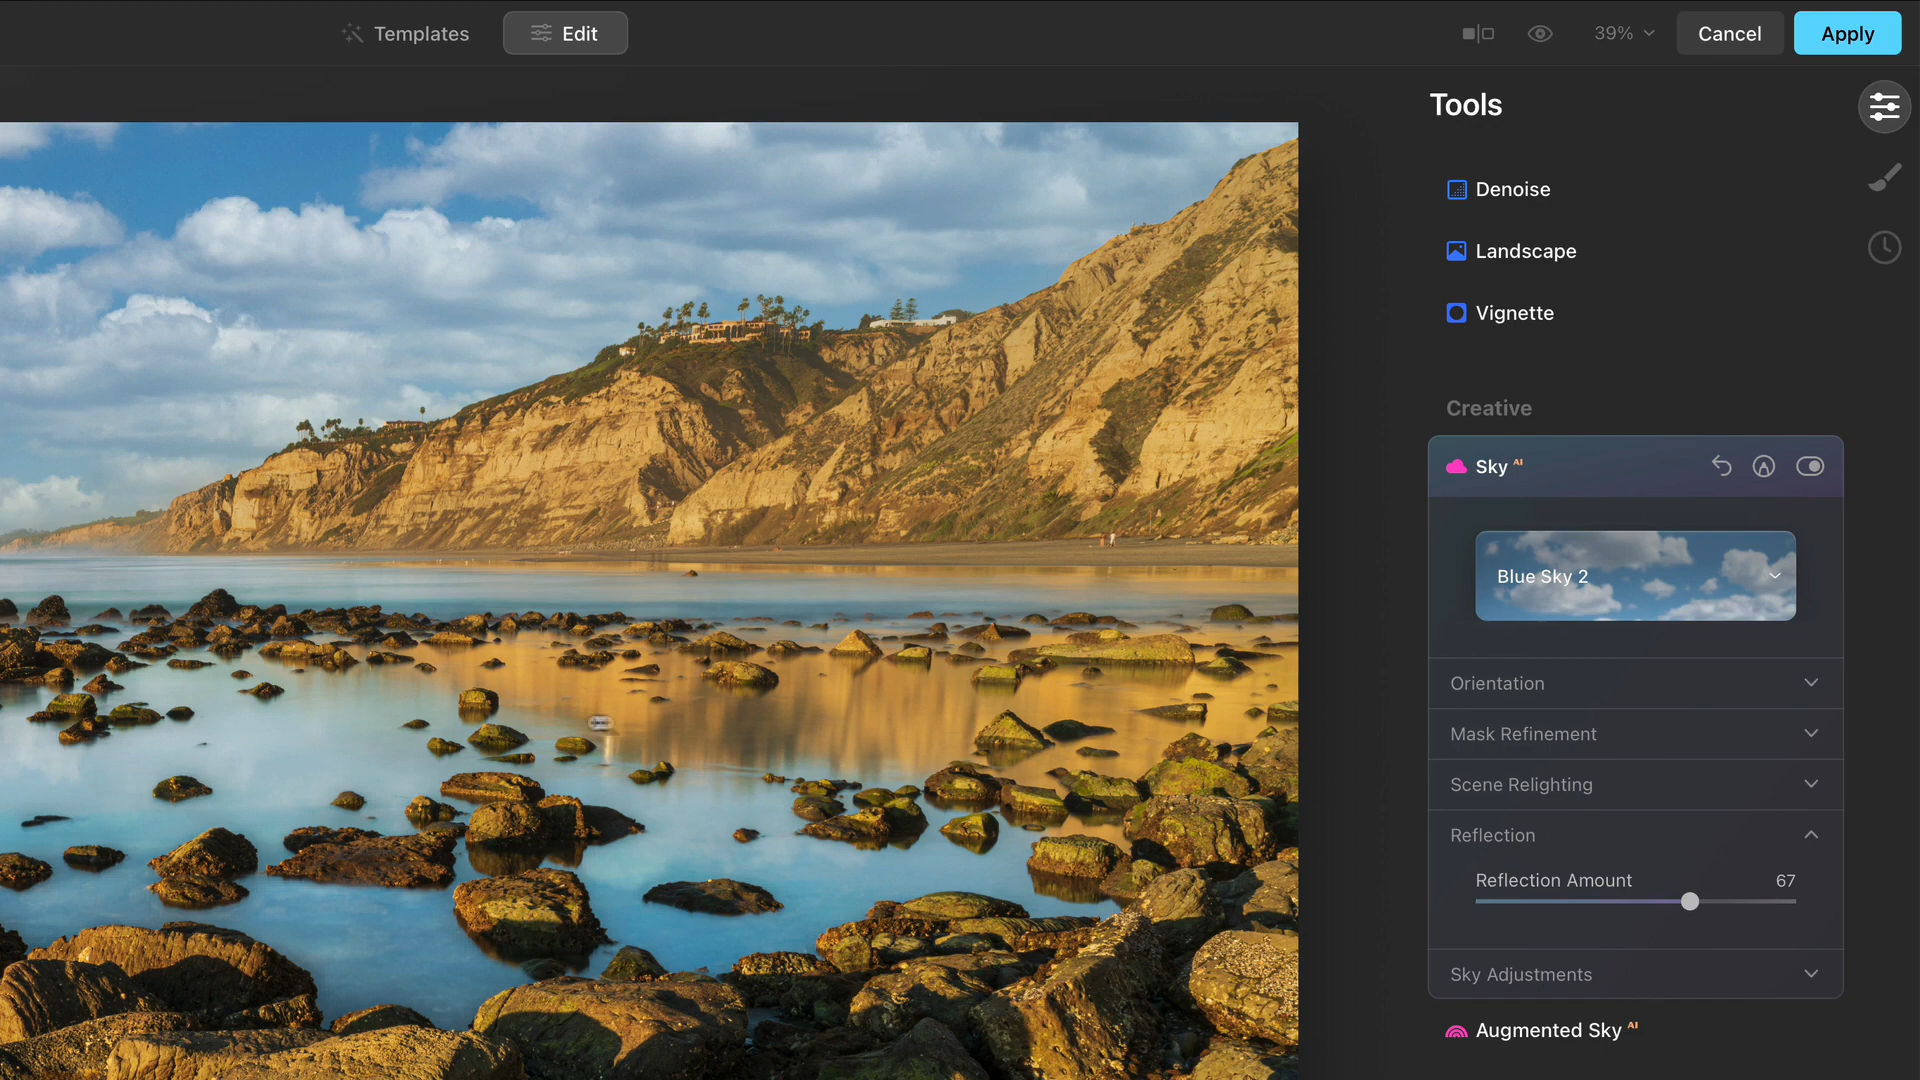 Templates
Edit
39%
Cancel
Apply
Tools
Denoise
Landscape
Vignette
Creative
Sky AI
Blue Sky 2
Orientation
Mask Refinement
Scene Relighting
Reflection
Reflection Amount 67
Sky Adjustments
Augmented Sky AI